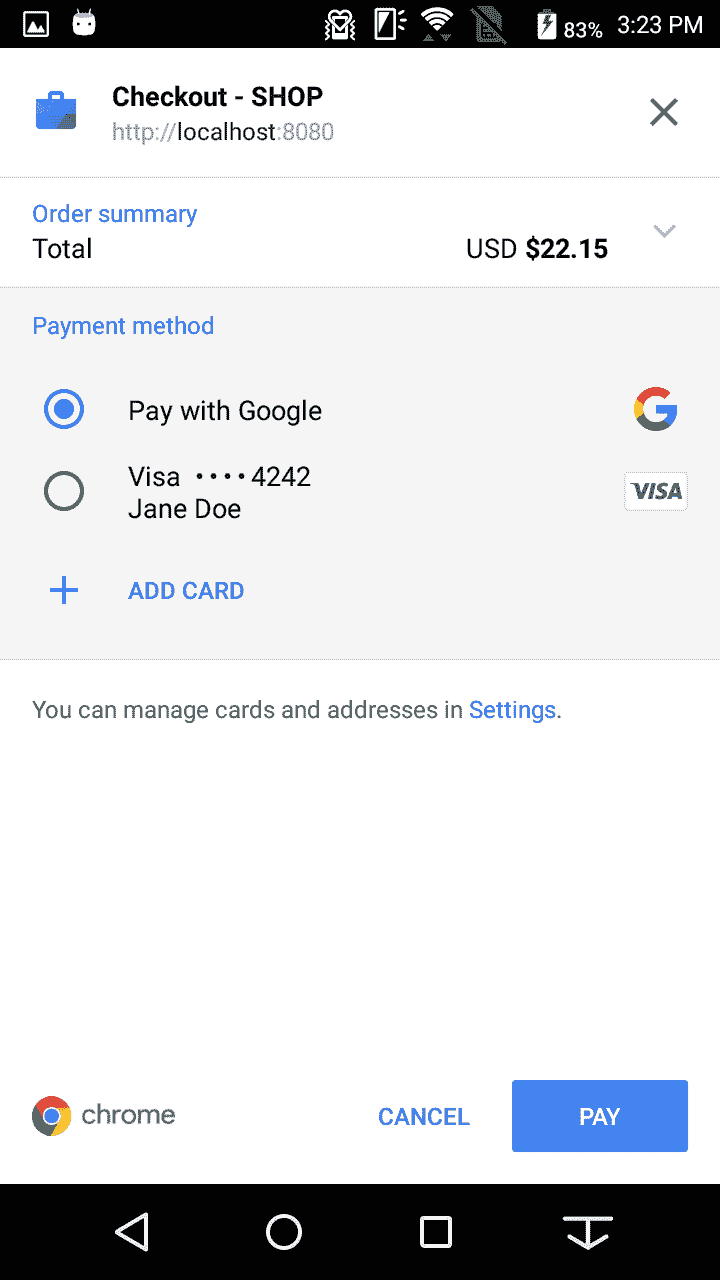 83% 3:23 PM
Checkout - SHOP
http://localhost:8080
Order summary
Total USD $22.15
Payment method
Pay with Google
Visa ····4242
Jane Doe
VISA
ADD CARD
You can manage cards and addresses in Settings.
chrome CANCEL PAY